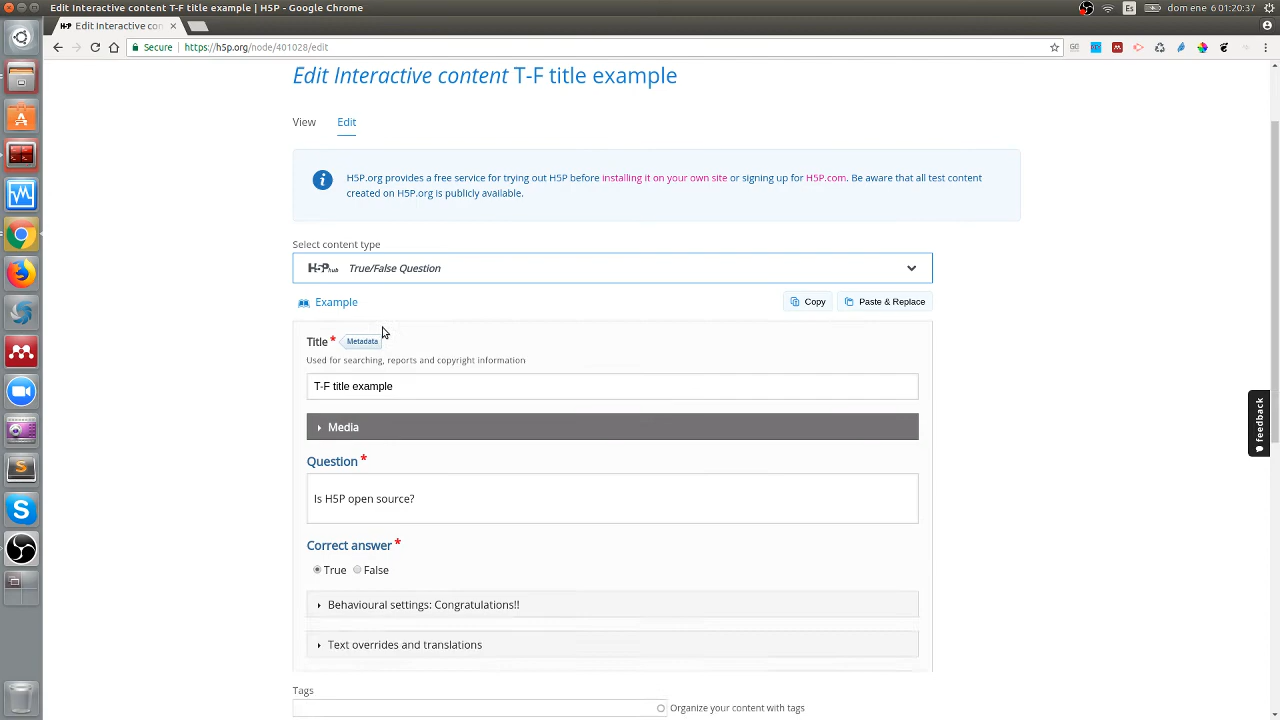 Edit Interactive content T-F title example | H5P - Google Chrome
Es
dom ene 6 01:20:37
H5P Edit Interactive con
Secure https://h5p.org/node/401028/edit
Edit Interactive content T-F title example
View Edit
H5P.org provides a free service for trying out H5P before installing it on your own site or signing up for H5P.com. Be aware that all test content
created on H5P.org is publicly available.
Select content type
H5Phub True/False Question
Example
Copy
Paste & Replace
Title * Metadata
Used for searching, reports and copyright information
T-F title example
Media
feedback
Question *
Is H5P open source?
Correct answer *
True False
Behavioural settings: Congratulations!!
Text overrides and translations
Tags
Organize your content with tags